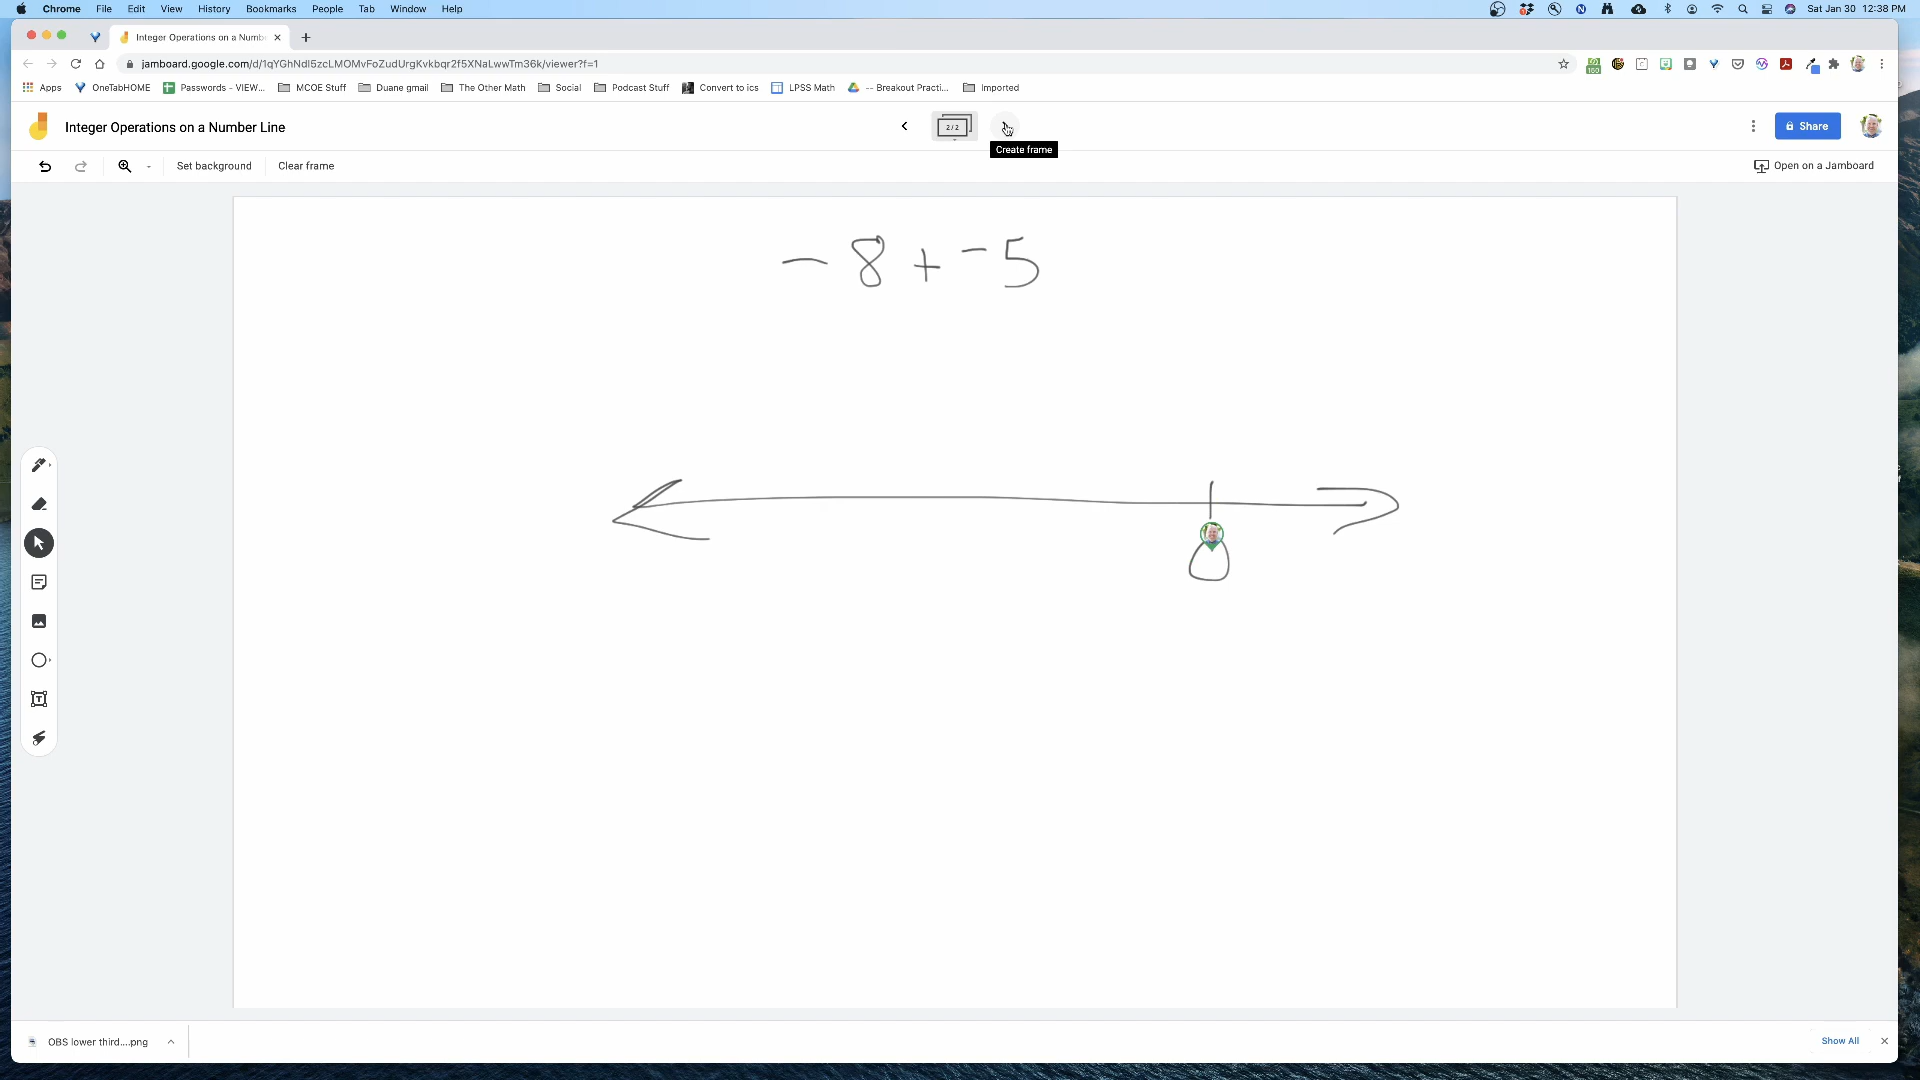 Chrome File Edit View History Bookmarks People Tab Window Help Sat Jan 30 12:38 PM
Integer Operations on a Numb
jamboard.google.com/d/1qYGhNdI5zcLMOMvFoZudUrgKvkbqr2f5XNaLwwTm36k/viewer?f=1
Apps OneTabHOME Passwords - VIEW... MCOE Stuff Duane gmail The Other Math Social Podcast Stuff Convert to ics LPSS Math -- Breakout Practi... Imported
Integer Operations on a Number Line 2/2 Share
Create frame
Set background Clear frame Open on a Jamboard
-8 + -5
0
OBS lower third....png Show All